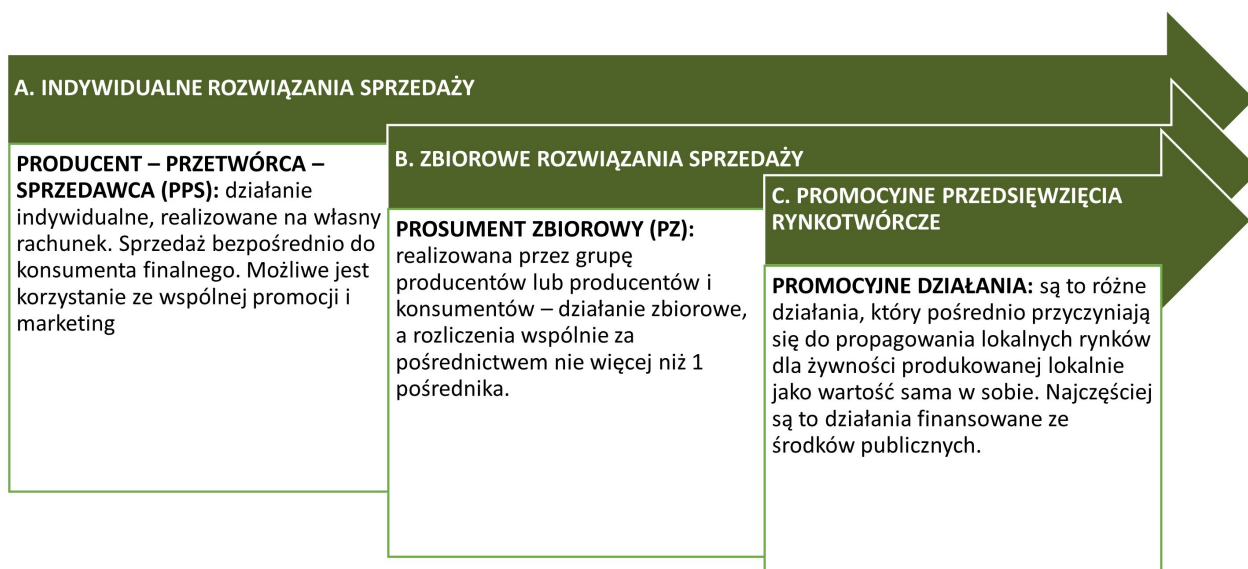 A. INDYWIDUALNE ROZWIĄZANIA SPRZEDAŻY
PRODUCENT – PRZETWÓRCA –
SPRZEDAWCA (PPS): działanie
indywidualne, realizowane na własny
rachunek. Sprzedaż bezpośrednio do
konsumenta finalnego. Możliwe jest
korzystanie ze wspólnej promocji i
marketing
B. ZBIOROWE ROZWIĄZANIA SPRZEDAŻY
PROSUMENT ZBIOROWY (PZ):
realizowana przez grupę
producentów lub producentów i
konsumentów – działanie zbiorowe,
a rozliczenia wspólnie za
pośrednictwem nie więcej niż 1
pośrednika.
C. PROMOCYJNE PRZEDSIĘWZIĘCIA
RYNKOTWÓRCZE
PROMOCYJNE DZIAŁANIA: są to różne
działania, który pośrednio przyczyniają
się do propagowania lokalnych rynków
dla żywności produkowanej lokalnie
jako wartość sama w sobie. Najczęściej
są to działania finansowane ze
środków publicznych.